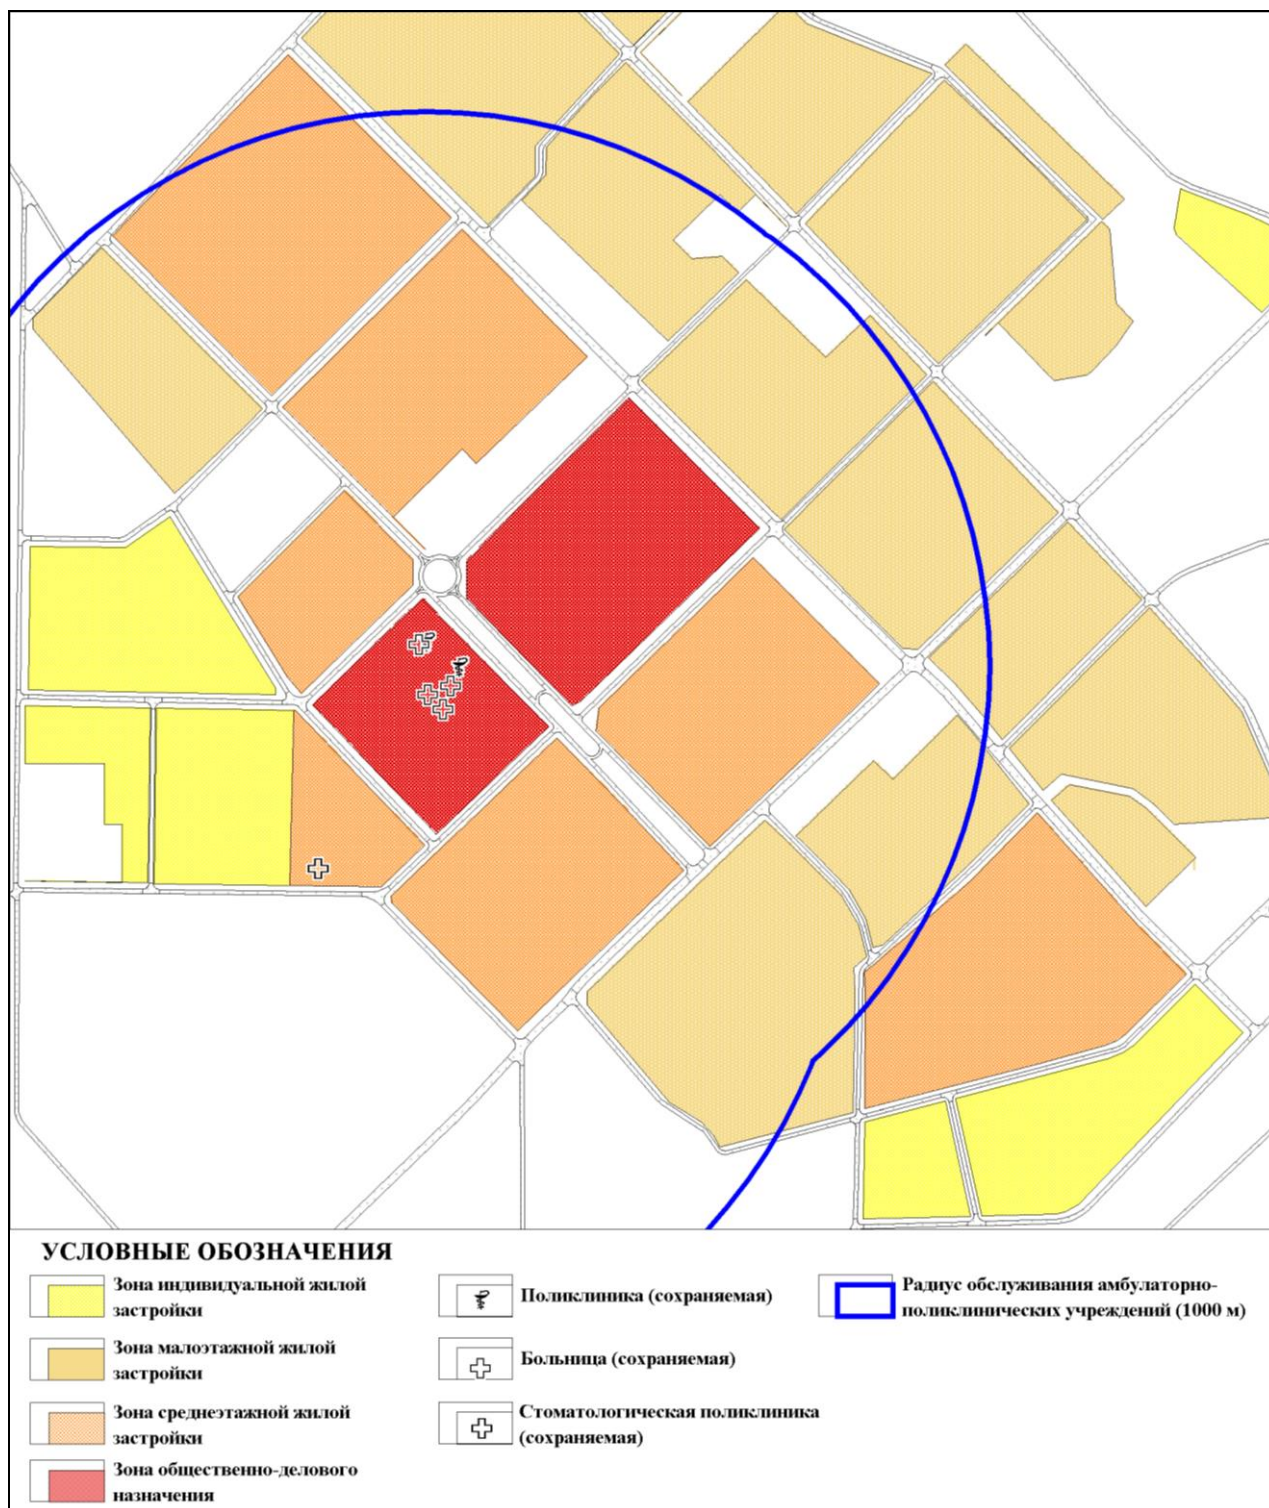 УСЛОВНЫЕ ОБОЗНАЧЕНИЯ
Зона индивидуальной жилой
застройки
Зона малоэтажной жилой
застройки
Зона среднеэтажной жилой
застройки
Зона общественно-делового
назначения
Поликлиника (сохраняемая)
Больница (сохраняемая)
Стоматологическая поликлиника
(сохраняемая)
Радиус обслуживания амбулаторно-
поликлинических учреждений (1000 м)